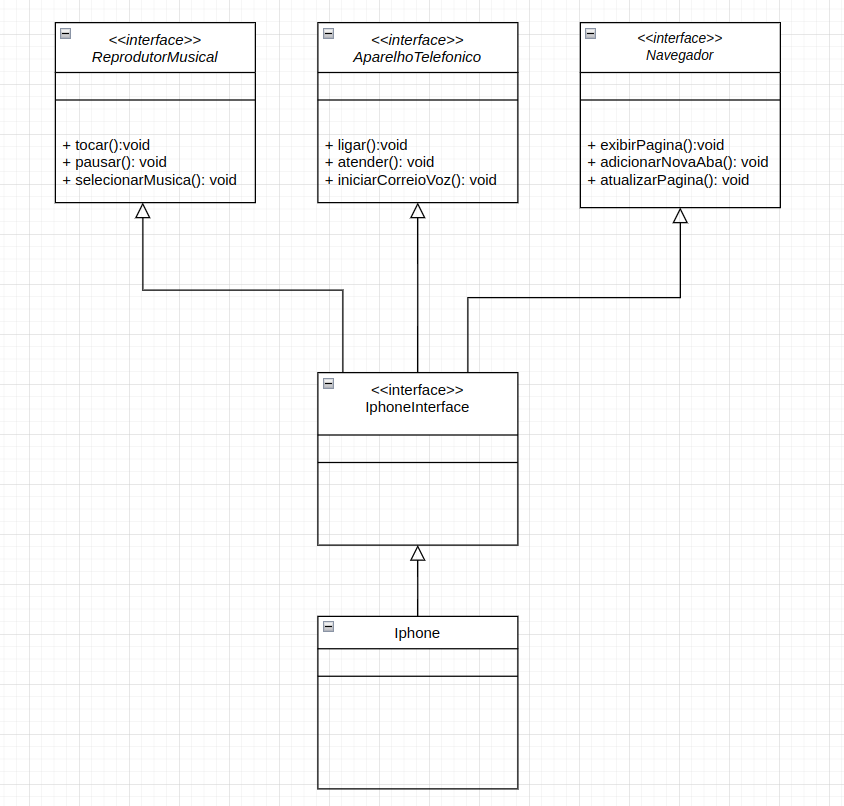 <<interface>>
ReprodutorMusical
+ tocar():void
+ pausar(): void
+ selecionarMusica(): void
<<interface>>
AparelhoTelefonico
+ ligar():void
+ atender(): void
+ iniciarCorreioVoz(): void
<<interface>>
Navegador
+ exibirPagina():void
+ adicionarNovaAba(): void
+ atualizarPagina(): void
<<interface>>
IphoneInterface
Iphone